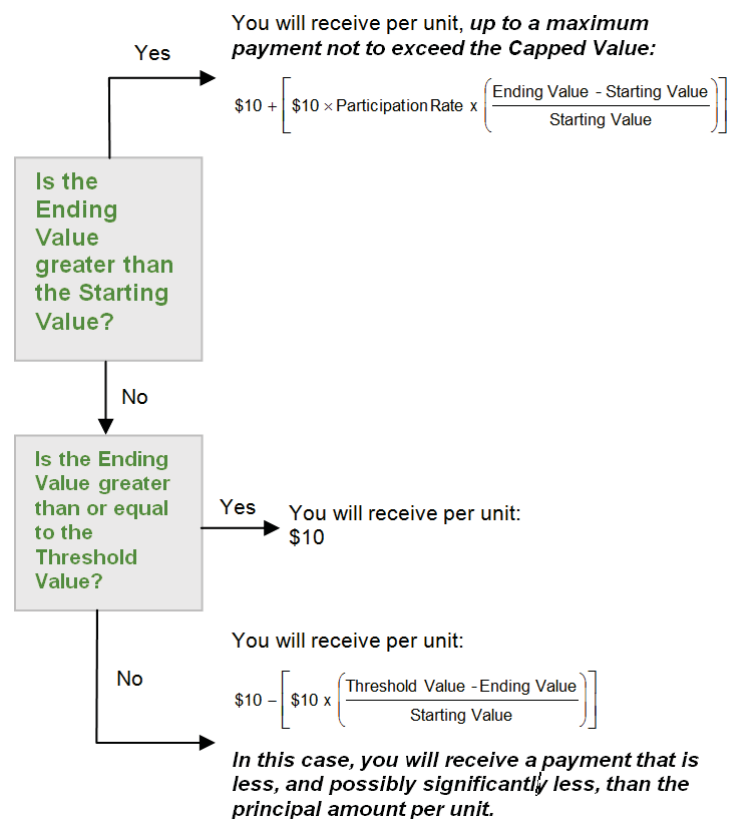 You will receive per unit, up to a maximum
payment not to exceed the Capped Value:
Yes
$10 + [ $10 × Participation Rate x ( Ending Value - Starting Value / Starting Value ) ]
Is the
Ending
Value
greater than
the Starting
Value?
No
Is the Ending
Value greater
than or equal
to the
Threshold
Value?
Yes
You will receive per unit:
$10
No
You will receive per unit:
$10 – [ $10 x ( Threshold Value - Ending Value / Starting Value ) ]
In this case, you will receive a payment that is
less, and possibly significantly less, than the
principal amount per unit.